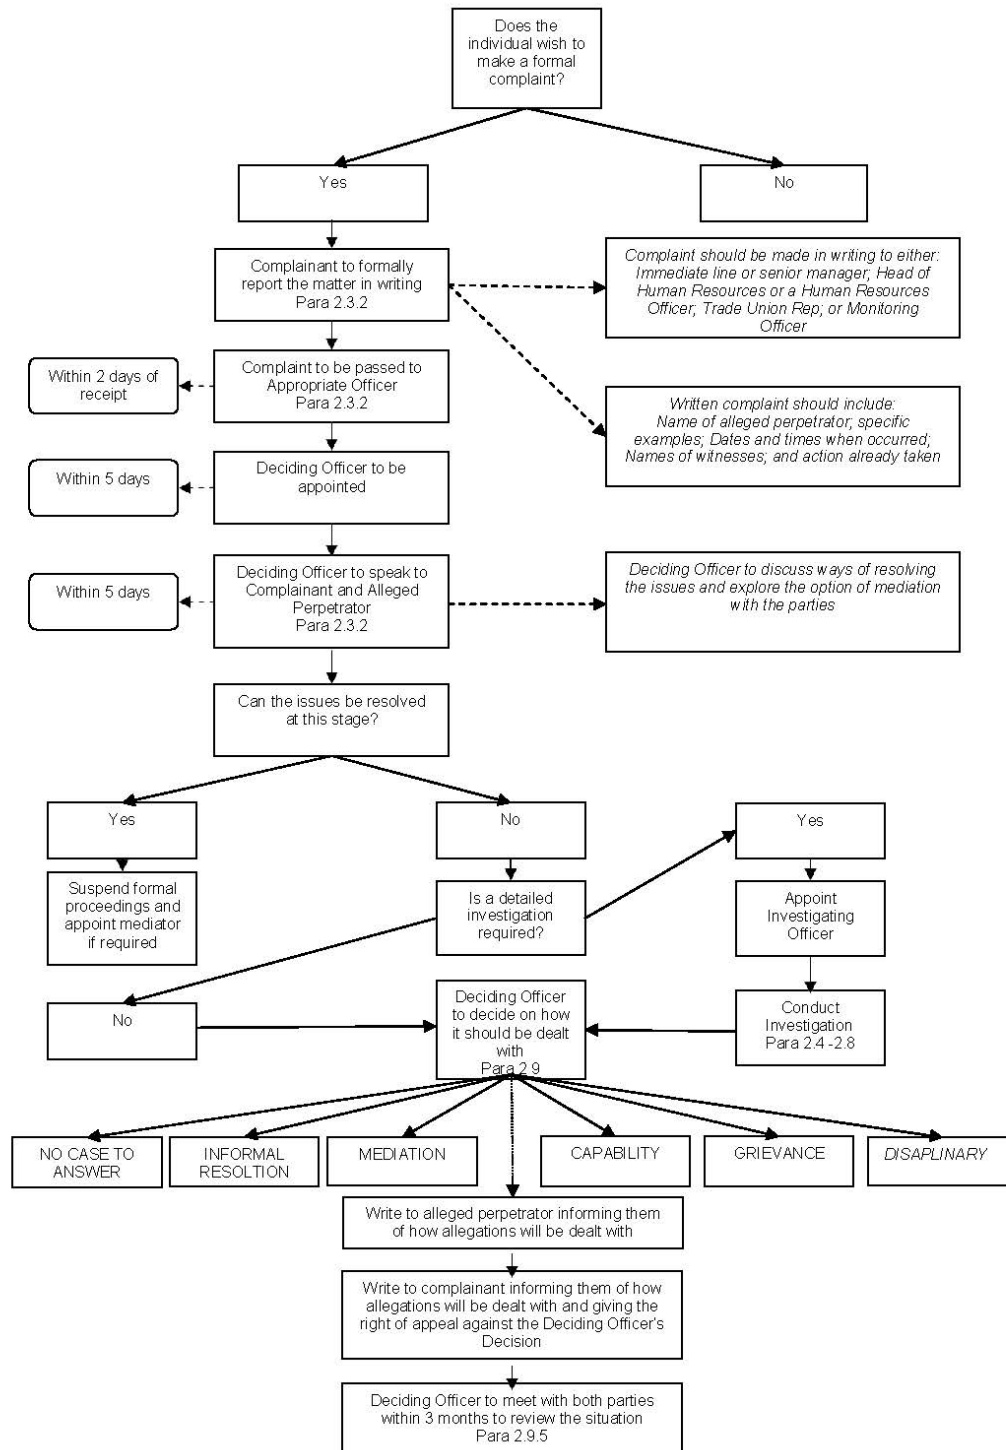 Does the
individual wish to
make a formal
complaint?
Yes
No
Complainant to formally
report the matter in writing
Para 2.3.2
Complaint should be made in writing to either:
Immediate line or senior manager; Head of
Human Resources or a Human Resources
Officer; Trade Union Rep; or Monitoring
Officer
Within 2 days of
receipt
Complaint to be passed to
Appropriate Officer
Para 2.3.2
Written complaint should include:
Name of alleged perpetrator; specific
examples; Dates and times when occurred;
Names of witnesses; and action already taken
Within 5 days
Deciding Officer to be
appointed
Within 5 days
Deciding Officer to speak to
Complainant and Alleged
Perpetrator
Para 2.3.2
Deciding Officer to discuss ways of resolving
the issues and explore the option of mediation
with the parties
Can the issues be resolved
at this stage?
Yes
No
Yes
Suspend formal
proceedings and
appoint mediator
if required
Is a detailed
investigation
required?
Appoint
Investigating
Officer
No
Deciding Officer
to decide on how
it should be dealt
with
Para 2.9
Conduct
Investigation
Para 2.4 -2.8
NO CASE TO
ANSWER
INFORMAL
RESOLTION
MEDIATION
CAPABILITY
GRIEVANCE
DISAPLINARY
Write to alleged perpetrator informing them
of how allegations will be dealt with
Write to complainant informing them of how
allegations will be dealt with and giving the
right of appeal against the Deciding Officer's
Decision
Deciding Officer to meet with both parties
within 3 months to review the situation
Para 2.9.5